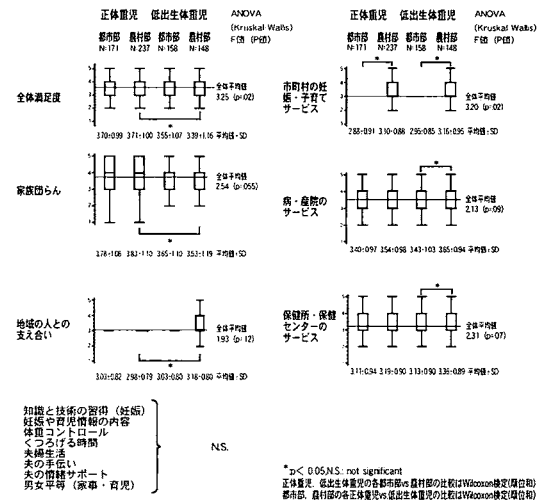 正体重児 低出生体重児 ANOVA
(Kruskal Wallis)
都市部 農村部 都市部 農村部 F値 (P値)
N=171 N=237 N=158 N=148
全体満足度
全体平均値
3.25 (p=.02)
*
3.70±0.99 3.71±1.00 3.55±1.07 3.39±1.16 平均値±SD
家族団らん
全体平均値
2.54 (p=.055)
*
3.78±1.06 3.83±1.10 3.65±1.10 3.53±1.19 平均値±SD
地域の人との
支え合い
全体平均値
1.93 (p=.12)
*
3.03±0.82 2.98±0.79 3.03±0.80 3.18±0.80 平均値±SD
知識と技術の習得(妊娠)
妊娠や育児情報の内容
体重コントロール
くつろげる時間
夫婦生活
夫の手伝い
夫の情緒サポート
男女平等(家事・育児)
N.S.
正体重児 低出生体重児 ANOVA
(Kruskal Wallis)
都市部 農村部 都市部 農村部 F値 (P値)
N=171 N=237 N=158 N=148
市町村の妊
娠・子育て
サービス
* *
全体平均値
3.20 (p=.02)
2.88±0.91 3.10±0.88 2.96±0.85 3.16±0.95 平均値±SD
病・産院の
サービス
*
全体平均値
2.13 (p=.09)
3.40±0.97 3.54±0.98 3.43±1.03 3.65±0.94 平均値±SD
保健所・保健
センターの
サービス
*
全体平均値
2.31 (p=.07)
3.11±0.94 3.19±0.90 3.13±0.90 3.36±0.89 平均値±SD
*p< 0.05,N.S.: not significant
正体重児、低出生体重児の各都市部vs.農村部の比較はWilcoxon検定(順位和)
都市部、農村部の各正体重児vs.低出生体重児の比較はWilcoxon検定(順位和)